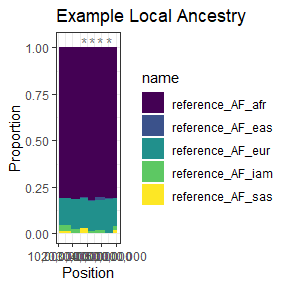 Example Local Ancestry
* * * *
1.00
0.75
0.50
0.25
0.00
Proportion
Position
name
reference_AF_afr
reference_AF_eas
reference_AF_eur
reference_AF_iam
reference_AF_sas